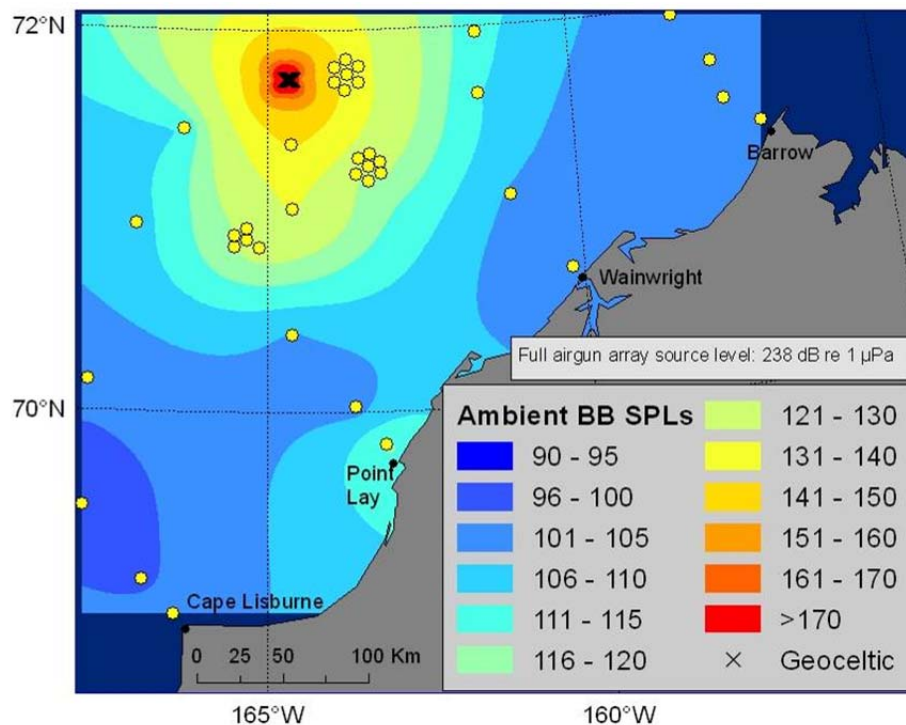 72°N
Barrow
Wainwright
Full airgun array source level: 238 dB re 1 µPa
70°N
Point
Lay
Cape Lisburne
0 25 50 100 Km
Ambient BB SPLs
90 - 95
96 - 100
101 - 105
106 - 110
111 - 115
116 - 120
121 - 130
131 - 140
141 - 150
151 - 160
161 - 170
>170
Geoceltic
165°W
160°W